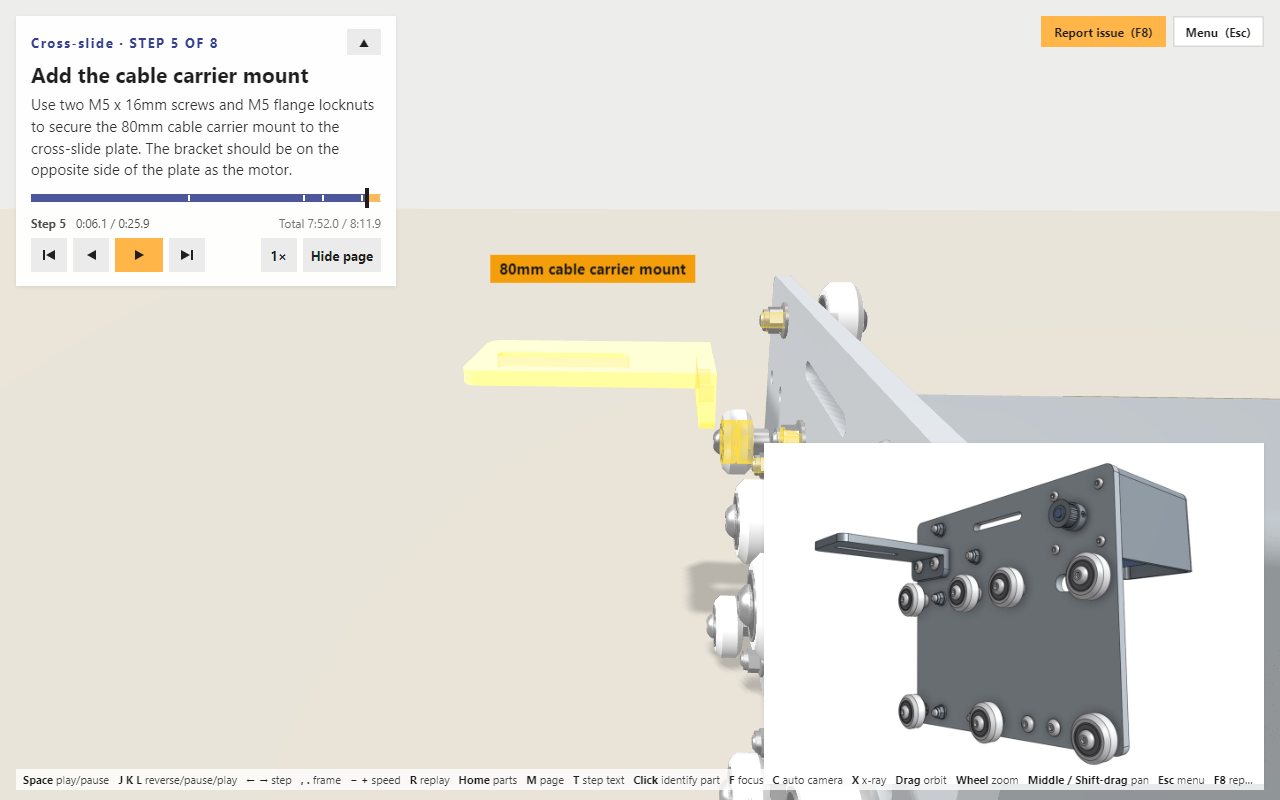 Cross-slide · STEP 5 OF 8
▲
Report issue (F8)
Menu (Esc)
Add the cable carrier mount
Use two M5 x 16mm screws and M5 flange locknuts
to secure the 80mm cable carrier mount to the
cross-slide plate. The bracket should be on the
opposite side of the plate as the motor.
Step 5 0:06.1 / 0:25.9
Total 7:52.0 / 8:11.9
1×
Hide page
80mm cable carrier mount
Space play/pause J K L reverse/pause/play ← → step , . frame − + speed R replay Home parts M page T step text Click identify part F focus C auto camera X x-ray Drag orbit Wheel zoom Middle / Shift-drag pan Esc menu F8 rep...